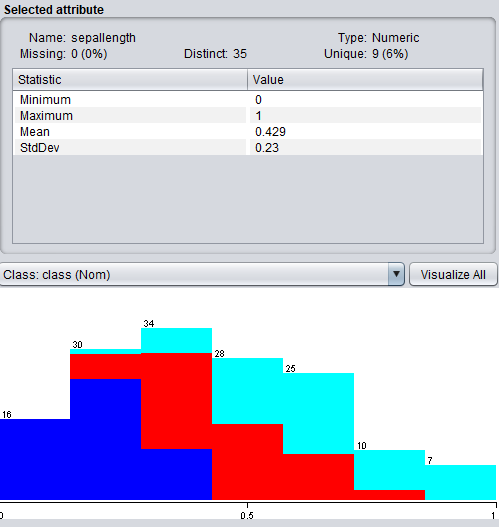 Selected attribute
Name: sepallength Type: Numeric
Missing: 0 (0%) Distinct: 35 Unique: 9 (6%)
Statistic Value
Minimum 0
Maximum 1
Mean 0.429
StdDev 0.23
Class: class (Nom) Visualize All
16 30 34 28 25 10 7
0 0.5 1